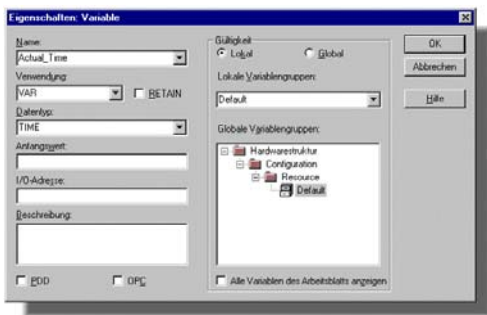 Eigenschaften: Variable
Name:
Actual_Time
Verwendung:
VAR
RETAIN
Datentyp:
TIME
Anfangswert:
I/O-Adresse:
Beschreibung:
PDD
OPC
Gültigkeit
Lokal
Global
Lokale Variablengruppen:
Default
Globale Variablengruppen:
Hardwarestruktur
Configuration
Resource
Default
Alle Variablen des Arbeitsblatts anzeigen
OK
Abbrechen
Hilfe